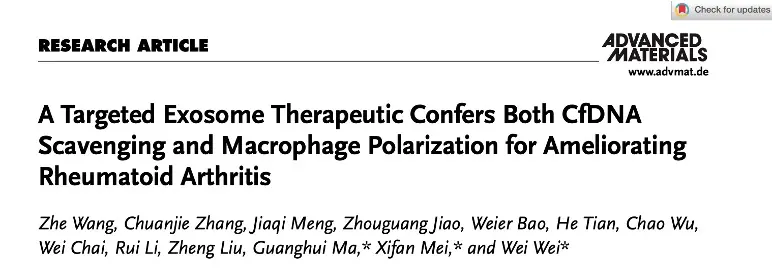 Check for updates
RESEARCH ARTICLE
ADVANCED
MATERIALS
www.advmat.de
A Targeted Exosome Therapeutic Confers Both CfDNA
Scavenging and Macrophage Polarization for Ameliorating
Rheumatoid Arthritis
Zhe Wang, Chuanjie Zhang, Jiaqi Meng, Zhouguang Jiao, Weier Bao, He Tian, Chao Wu,
Wei Chai, Rui Li, Zheng Liu, Guanghui Ma,* Xifan Mei,* and Wei Wei*